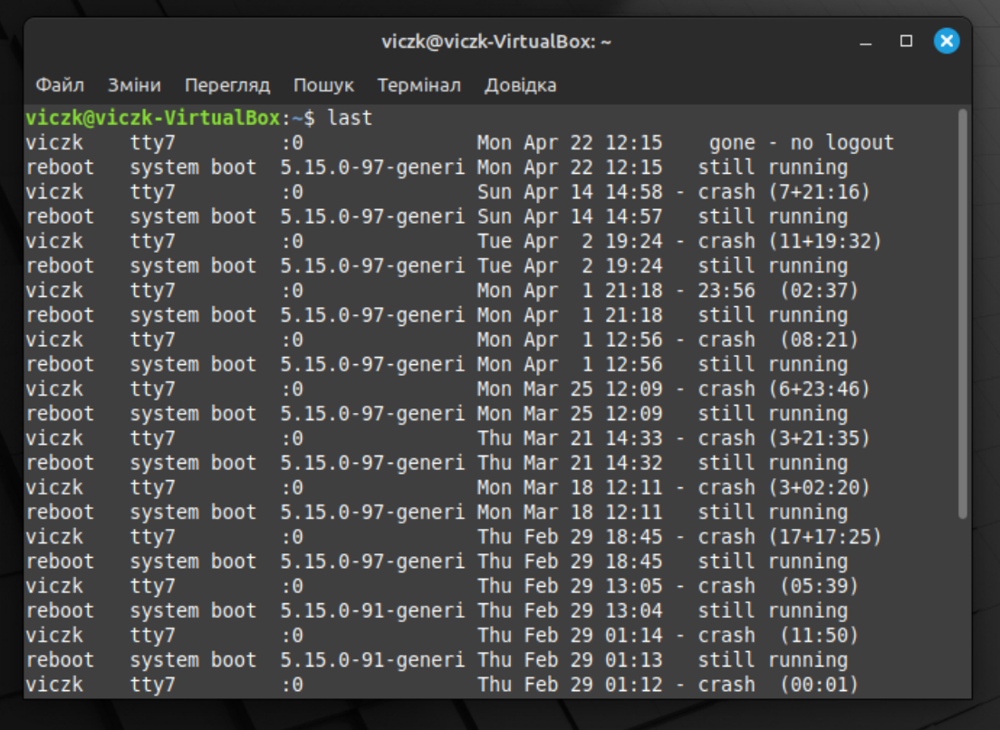 viczk@viczk-VirtualBox: ~
Файл Зміни Перегляд Пошук Термінал Довідка
viczk@viczk-VirtualBox:~$ last
viczk    tty7         :0               Mon Apr 22 12:15    gone - no logout
reboot   system boot  5.15.0-97-generi Mon Apr 22 12:15   still running
viczk    tty7         :0               Sun Apr 14 14:58 - crash (7+21:16)
reboot   system boot  5.15.0-97-generi Sun Apr 14 14:57   still running
viczk    tty7         :0               Tue Apr  2 19:24 - crash (11+19:32)
reboot   system boot  5.15.0-97-generi Tue Apr  2 19:24   still running
viczk    tty7         :0               Mon Apr  1 21:18 - 23:56  (02:37)
reboot   system boot  5.15.0-97-generi Mon Apr  1 21:18   still running
viczk    tty7         :0               Mon Apr  1 12:56 - crash  (08:21)
reboot   system boot  5.15.0-97-generi Mon Apr  1 12:56   still running
viczk    tty7         :0               Mon Mar 25 12:09 - crash (6+23:46)
reboot   system boot  5.15.0-97-generi Mon Mar 25 12:09   still running
viczk    tty7         :0               Thu Mar 21 14:33 - crash (3+21:35)
reboot   system boot  5.15.0-97-generi Thu Mar 21 14:32   still running
viczk    tty7         :0               Mon Mar 18 12:11 - crash (3+02:20)
reboot   system boot  5.15.0-97-generi Mon Mar 18 12:11   still running
viczk    tty7         :0               Thu Feb 29 18:45 - crash (17+17:25)
reboot   system boot  5.15.0-97-generi Thu Feb 29 18:45   still running
viczk    tty7         :0               Thu Feb 29 13:05 - crash  (05:39)
reboot   system boot  5.15.0-91-generi Thu Feb 29 13:04   still running
viczk    tty7         :0               Thu Feb 29 01:14 - crash  (11:50)
reboot   system boot  5.15.0-91-generi Thu Feb 29 01:13   still running
viczk    tty7         :0               Thu Feb 29 01:12 - crash  (00:01)